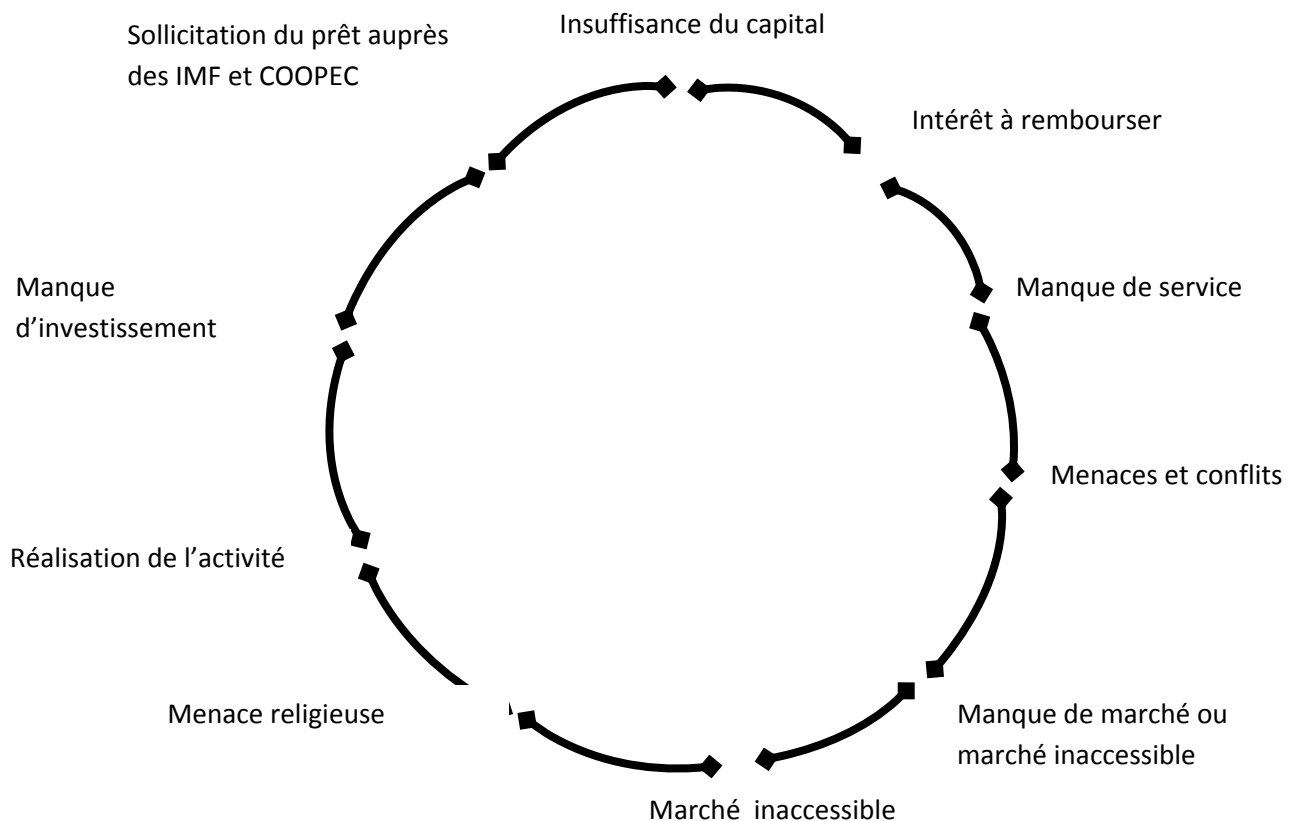 Insuffisance du capital
Sollicitation du prêt auprès
des IMF et COOPEC
Intérêt à rembourser
Manque
d’investissement
Manque de service
Menaces et conflits
Réalisation de l’activité
Menace religieuse
Manque de marché ou
marché inaccessible
Marché inaccessible